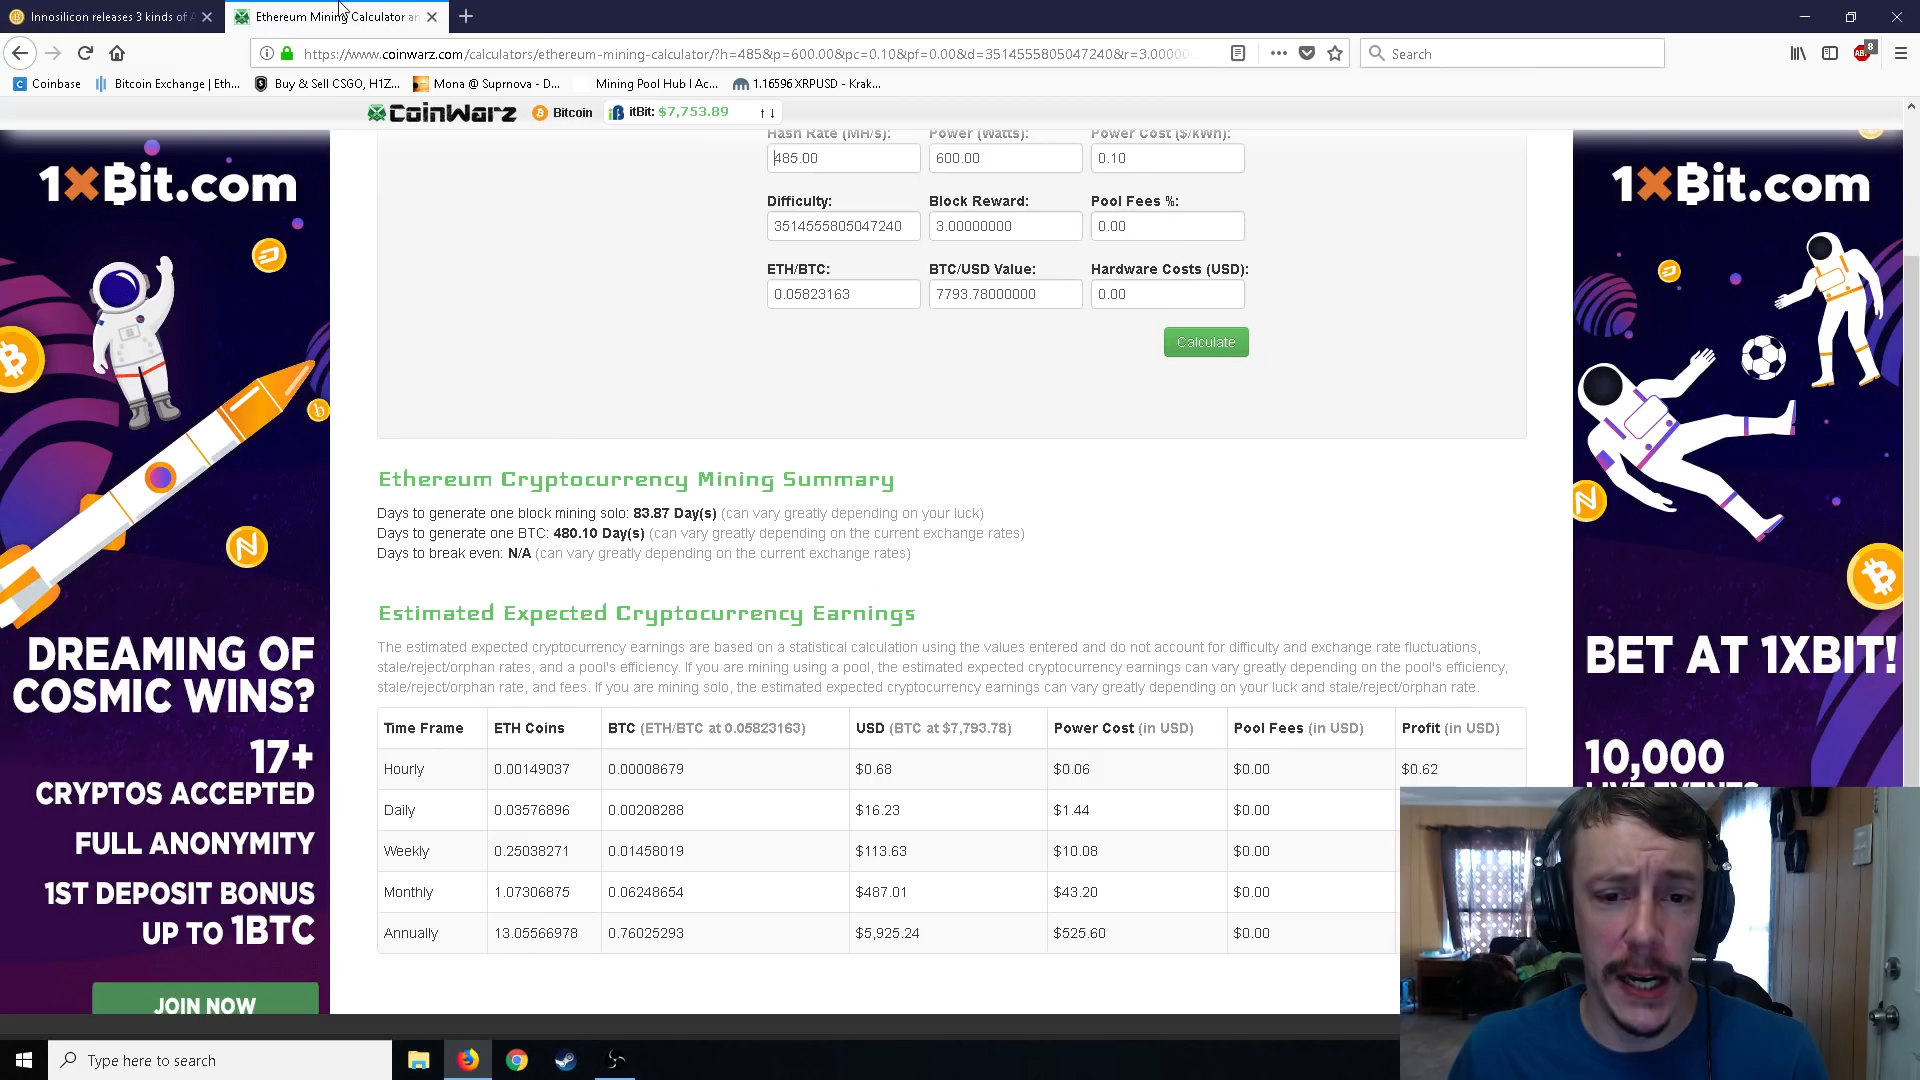 Innosilicon releases 3 kinds of A
Ethereum Mining Calculator an
https://www.coinwarz.com/calculators/ethereum-mining-calculator/?h=485&p=600.00&pc=0.10&pf=0.00&d=3514555805047240&r=3.0000
Search
Coinbase
Bitcoin Exchange | Eth...
Buy & Sell CSGO, H1Z...
Mona @ Suprnova - D...
Mining Pool Hub | Ac...
1.16596 XRPUSD - Krak...
8
CoinWarz
Bitcoin
itBit: $7,753.89 ↑ ↓
1xBit.com
1xBit.com
Hash Rate (MH/s):
Power (Watts):
Power Cost ($/kWh):
485.00
600.00
0.10
Difficulty:
Block Reward:
Pool Fees %:
3514555805047240
3.00000000
0.00
ETH/BTC:
BTC/USD Value:
Hardware Costs (USD):
0.05823163
7793.78000000
0.00
Calculate
Ethereum Cryptocurrency Mining Summary
Days to generate one block mining solo: 83.87 Day(s) (can vary greatly depending on your luck)
Days to generate one BTC: 480.10 Day(s) (can vary greatly depending on the current exchange rates)
Days to break even: N/A (can vary greatly depending on the current exchange rates)
Estimated Expected Cryptocurrency Earnings
The estimated expected cryptocurrency earnings are based on a statistical calculation using the values entered and do not account for difficulty and exchange rate fluctuations,
stale/reject/orphan rates, and a pool's efficiency. If you are mining using a pool, the estimated expected cryptocurrency earnings can vary greatly depending on the pool's efficiency,
stale/reject/orphan rate, and fees. If you are mining solo, the estimated expected cryptocurrency earnings can vary greatly depending on your luck and stale/reject/orphan rate.
Time Frame ETH Coins BTC (ETH/BTC at 0.05823163) USD (BTC at $7,793.78) Power Cost (in USD) Pool Fees (in USD) Profit (in USD)
Hourly 0.00149037 0.00008679 $0.68 $0.06 $0.00 $0.62
Daily 0.03576896 0.00208288 $16.23 $1.44 $0.00
Weekly 0.25038271 0.01458019 $113.63 $10.08 $0.00
Monthly 1.07306875 0.06248654 $487.01 $43.20 $0.00
Annually 13.05566978 0.76025293 $5,925.24 $525.60 $0.00
DREAMING OF
COSMIC WINS?
17+
CRYPTOS ACCEPTED
FULL ANONYMITY
1ST DEPOSIT BONUS
UP TO 1BTC
JOIN NOW
BET AT 1XBIT!
10,000
Type here to search